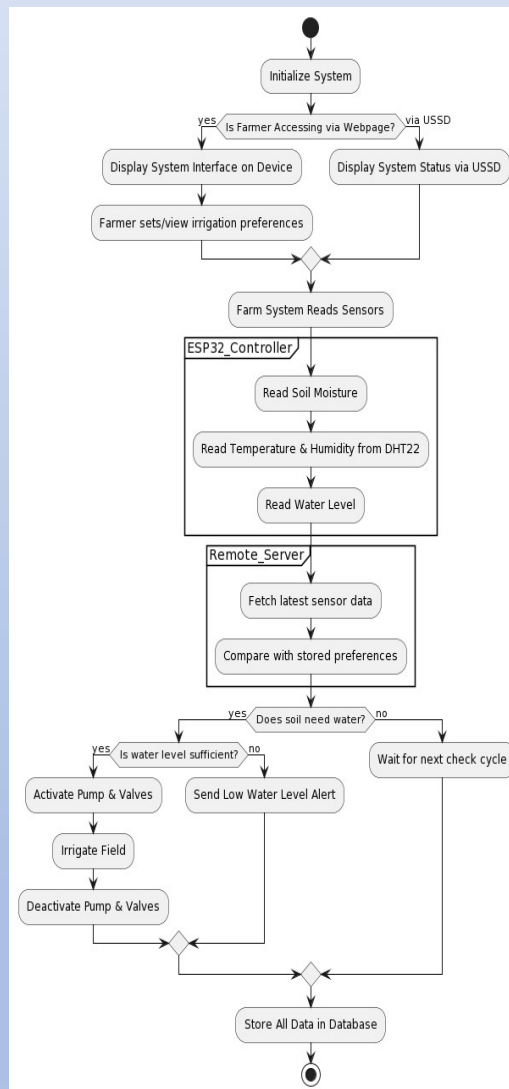 Initialize System
yes
Is Farmer Accessing via Webpage?
via USSD
Display System Interface on Device
Display System Status via USSD
Farmer sets/view irrigation preferences
Farm System Reads Sensors
ESP32_Controller
Read Soil Moisture
Read Temperature & Humidity from DHT22
Read Water Level
Remote_Server
Fetch latest sensor data
Compare with stored preferences
yes
Does soil need water?
no
yes
Is water level sufficient?
no
Wait for next check cycle
Activate Pump & Valves
Send Low Water Level Alert
Irrigate Field
Deactivate Pump & Valves
Store All Data in Database